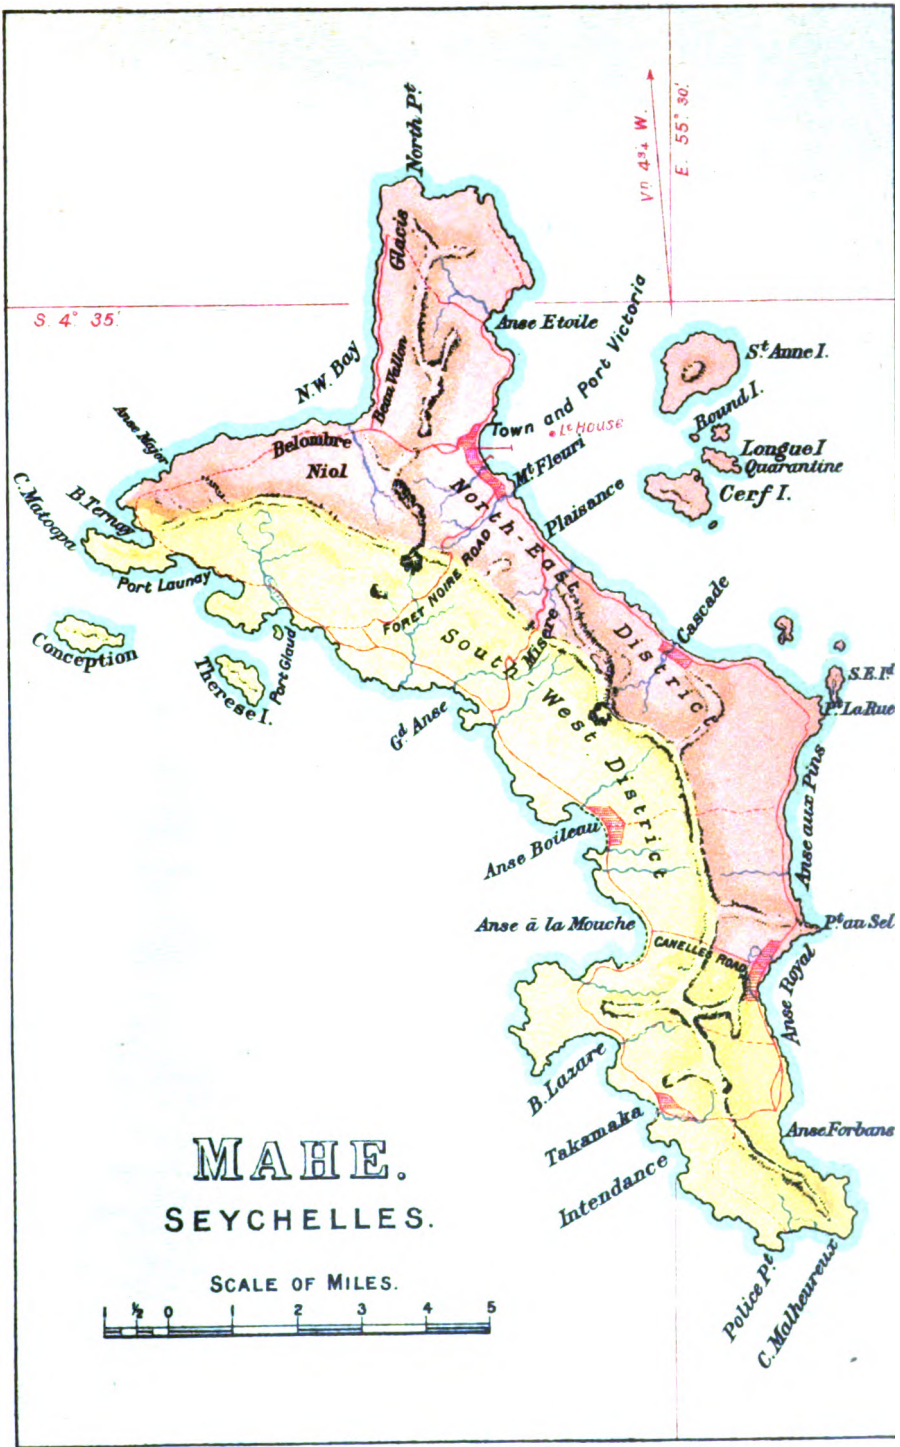 North Pt
Vn 4°3/4 W.
E. 55° 30'
Glacis
S. 4° 35'
Anse Etoile
Town and Port Victoria
St Anne I.
N.W. Bay
Beau Vallon
Round I.
Lt House
Anse Major
Belombre
Niol
Mt Fleuri
Longue I
Quarantine
Cerf I.
C. Matoopa
B. Ternay
Plaisance
North-East District
Port Launay
FORET NOIRE ROAD
Cascade
Conception
Therese I.
Port Glaud
South West District
Misere
S.E. Id
Pt La Rue
Gd Anse
Anse aux Pins
Anse Boileau
Anse à la Mouche
Pt au Sel
CANELLES ROAD
Anse Royal
B. Lazare
Takamaka
Anse Forbans
Intendance
MAHE.
SEYCHELLES.
Police Pt
C. Malheureux
SCALE OF MILES.
1 1/2 0 1 2 3 4 5